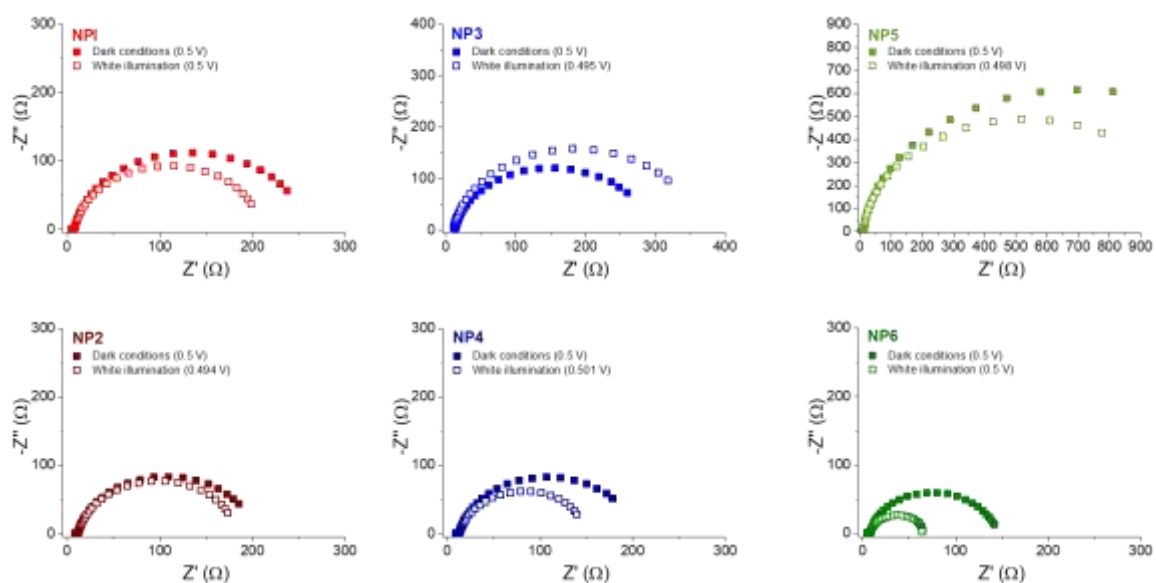 NPI
Dark conditions (0.5 V)
White illumination (0.5 V)
300
200
100
0
-Z'' (Ω)
0 100 200 300
Z' (Ω)
NP3
Dark conditions (0.5 V)
White illumination (0.495 V)
400
300
200
100
0
-Z'' (Ω)
0 100 200 300 400
Z' (Ω)
NP5
Dark conditions (0.5 V)
White illumination (0.498 V)
900
800
700
600
500
400
300
200
100
0
-Z'' (Ω)
0 100 200 300 400 500 600 700 800 900
Z' (Ω)
NP2
Dark conditions (0.5 V)
White illumination (0.494 V)
300
200
100
0
-Z'' (Ω)
0 100 200 300
Z' (Ω)
NP4
Dark conditions (0.5 V)
White illumination (0.501 V)
300
200
100
0
-Z'' (Ω)
0 100 200 300
Z' (Ω)
NP6
Dark conditions (0.5 V)
White illumination (0.5 V)
300
200
100
0
-Z'' (Ω)
0 100 200 300
Z' (Ω)